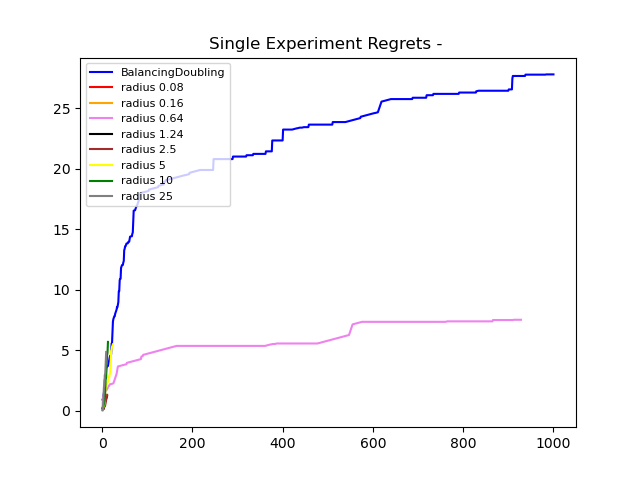 Single Experiment Regrets -
BalancingDoubling
radius 0.08
radius 0.16
radius 0.64
radius 1.24
radius 2.5
radius 5
radius 10
radius 25
25
20
15
10
5
0
0 200 400 600 800 1000